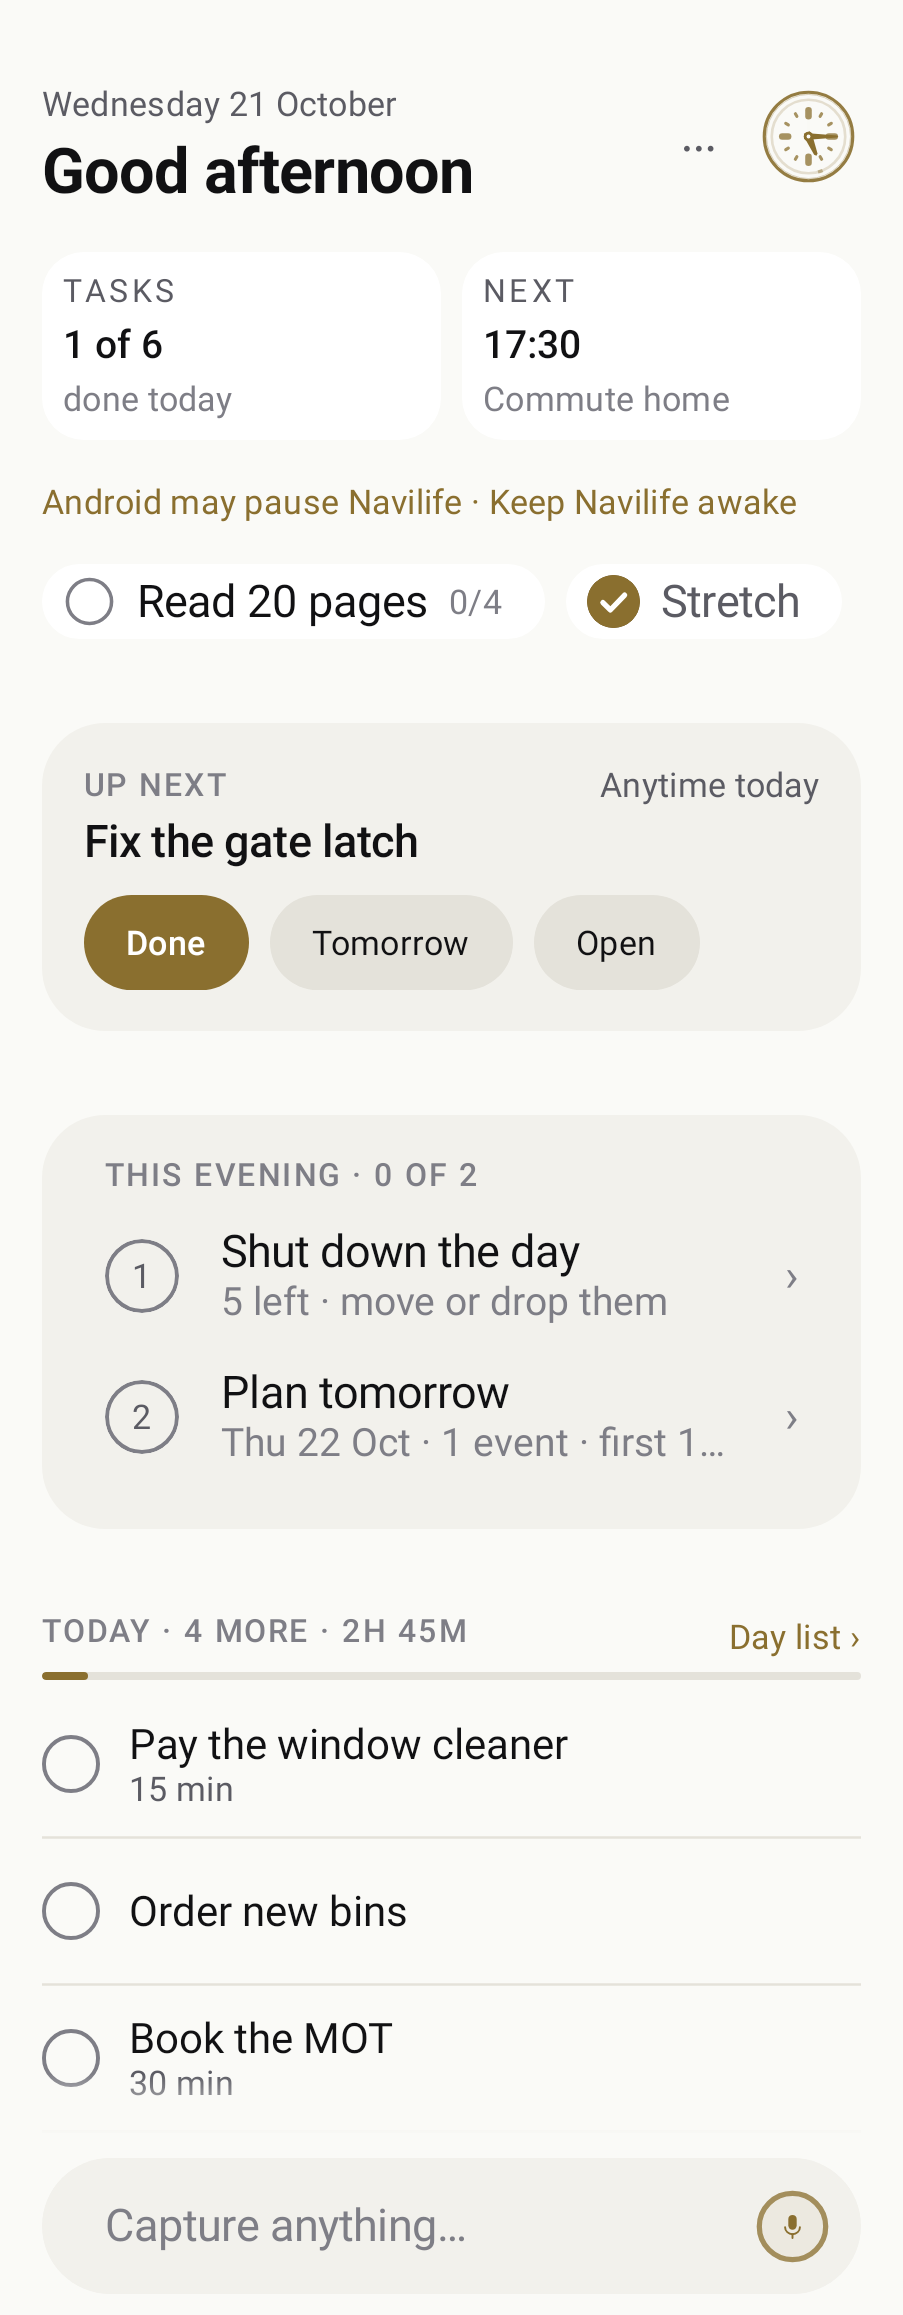 Wednesday 21 October
Good afternoon
...
TASKS
1 of 6
done today
NEXT
17:30
Commute home
Android may pause Navilife · Keep Navilife awake
Read 20 pages 0/4
Stretch
UP NEXT
Anytime today
Fix the gate latch
Done
Tomorrow
Open
THIS EVENING · 0 OF 2
1
Shut down the day
5 left · move or drop them
›
2
Plan tomorrow
Thu 22 Oct · 1 event · first 1...
›
TODAY · 4 MORE · 2H 45M
Day list ›
Pay the window cleaner
15 min
Order new bins
Book the MOT
30 min
Capture anything...